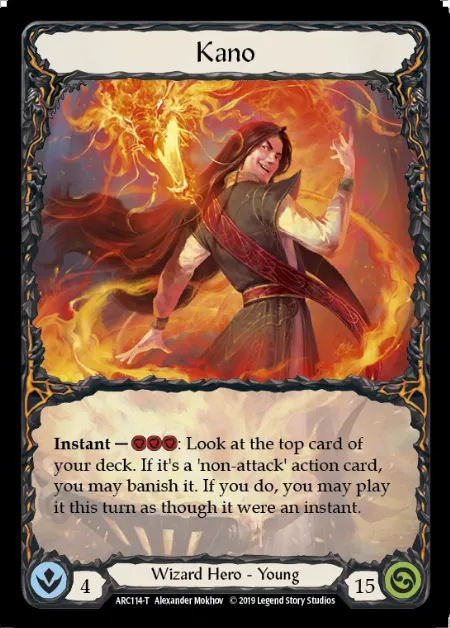 Kano
Instant — : Look at the top card of
your deck. If it's a 'non-attack' action card,
you may banish it. If you do, you may play
it this turn as though it were an instant.
Wizard Hero - Young
4
15
ARC114-T Alexander Mokhov © 2019 Legend Story Studios